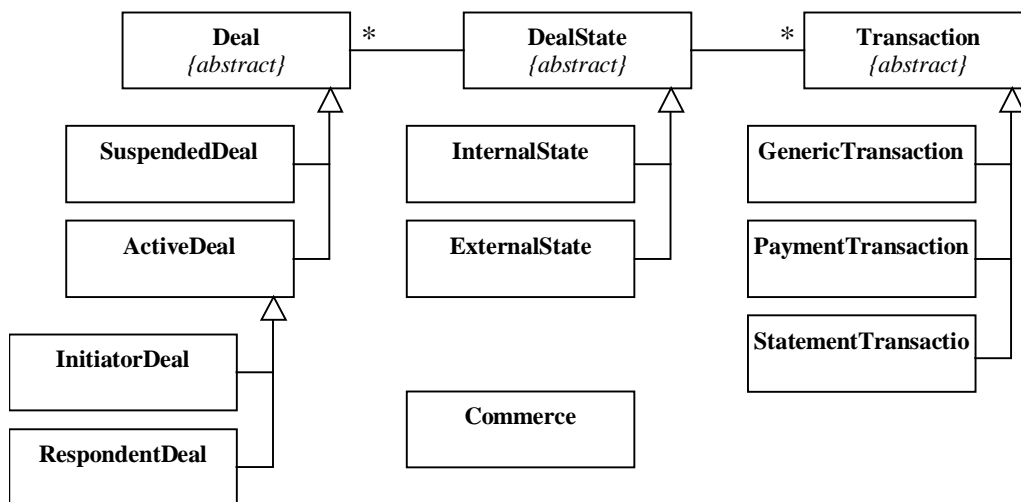 Deal * DealState * Transaction
{abstract} {abstract} {abstract}
SuspendedDeal InternalState GenericTransaction
ActiveDeal ExternalState PaymentTransaction
InitiatorDeal StatementTransactio
Commerce
RespondentDeal